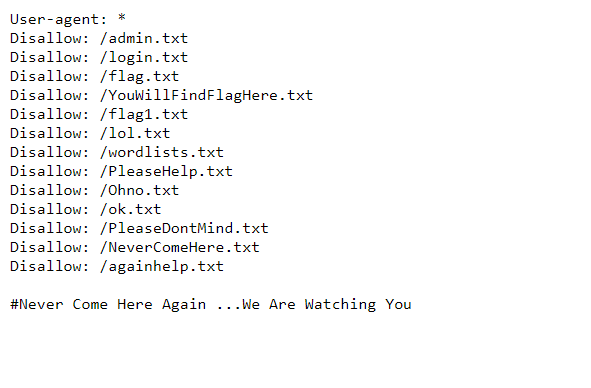 User-agent: *
Disallow: /admin.txt
Disallow: /login.txt
Disallow: /flag.txt
Disallow: /YouWillFindFlagHere.txt
Disallow: /flag1.txt
Disallow: /lol.txt
Disallow: /wordlists.txt
Disallow: /PleaseHelp.txt
Disallow: /Ohno.txt
Disallow: /ok.txt
Disallow: /PleaseDontMind.txt
Disallow: /NeverComeHere.txt
Disallow: /againhelp.txt
#Never Come Here Again ...We Are Watching You